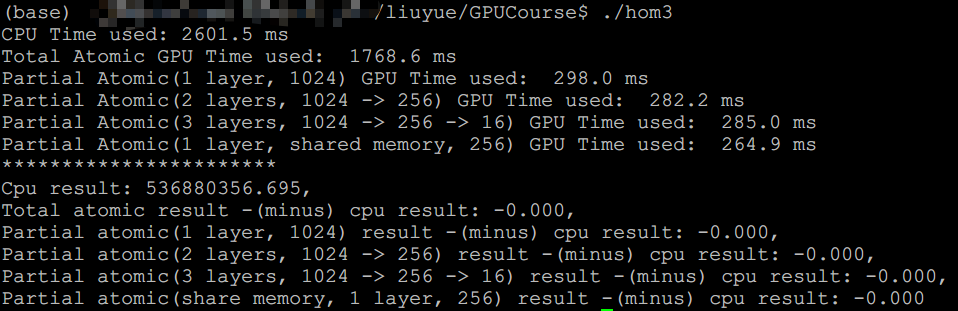 (base) /liuyue/GPUCourse$ ./hom3
CPU Time used: 2601.5 ms
Total Atomic GPU Time used:  1768.6 ms
Partial Atomic(1 layer, 1024) GPU Time used:  298.0 ms
Partial Atomic(2 layers, 1024 -> 256) GPU Time used:  282.2 ms
Partial Atomic(3 layers, 1024 -> 256 -> 16) GPU Time used:  285.0 ms
Partial Atomic(1 layer, shared memory, 256) GPU Time used:  264.9 ms
***********************
Cpu result: 536880356.695,
Total atomic result -(minus) cpu result: -0.000,
Partial atomic(1 layer, 1024) result -(minus) cpu result: -0.000,
Partial atomic(2 layers, 1024 -> 256) result -(minus) cpu result: -0.000,
Partial atomic(3 layers, 1024 -> 256 -> 16) result -(minus) cpu result: -0.000,
Partial atomic(share memory, 1 layer, 256) result -(minus) cpu result: -0.000